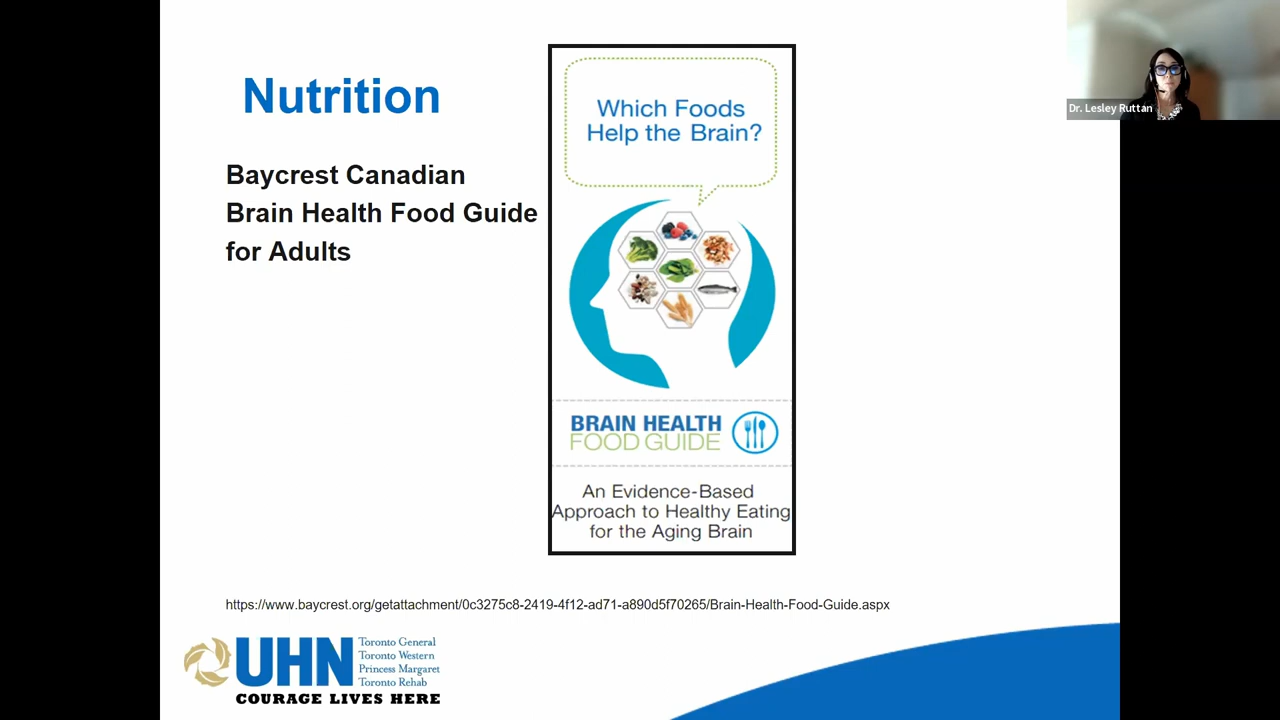 Nutrition
Baycrest Canadian
Brain Health Food Guide
for Adults
Which Foods
Help the Brain?
BRAIN HEALTH
FOOD GUIDE
An Evidence-Based
Approach to Healthy Eating
for the Aging Brain
https://www.baycrest.org/getattachment/0c3275c8-2419-4f12-ad71-a890d5f70265/Brain-Health-Food-Guide.aspx
UHN
Toronto General
Toronto Western
Princess Margaret
Toronto Rehab
COURAGE LIVES HERE
Dr. Lesley Ruttan